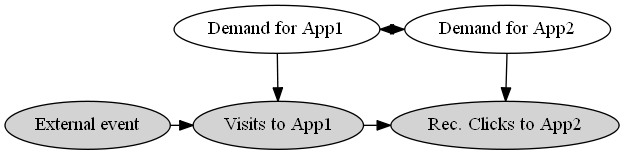 Demand for App1
Demand for App2
External event
Visits to App1
Rec. Clicks to App2